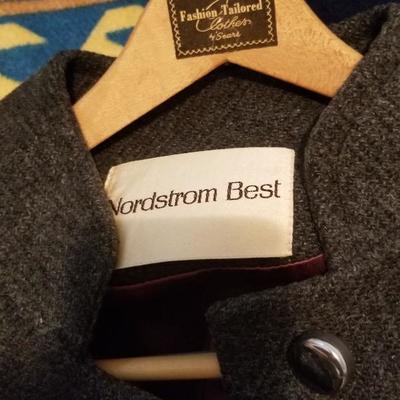 Fashion Tailored
Clothes
by Sears
Nordstrom Best